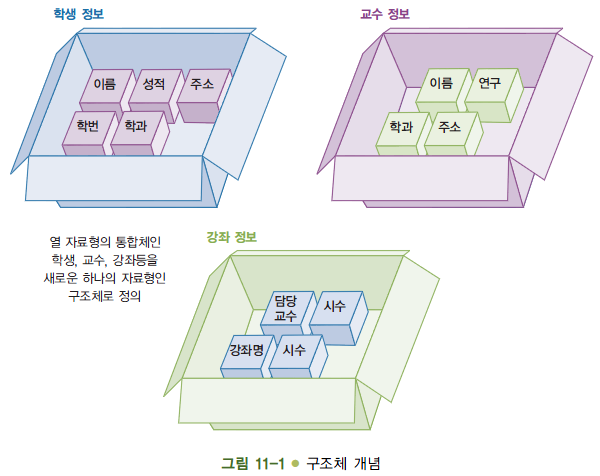 학생 정보
이름 성적 주소
학번 학과
교수 정보
이름 연구
학과 주소
열 자료형의 통합체인
학생, 교수, 강좌등을
새로운 하나의 자료형인
구조체로 정의
강좌 정보
담당
교수 시수
강좌명 시수
그림 11-1 ● 구조체 개념